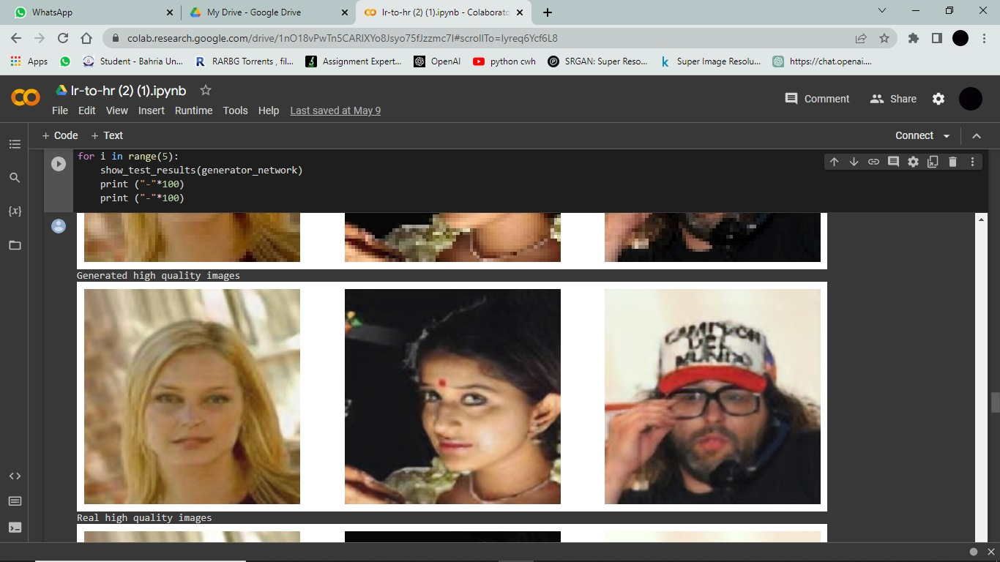 WhatsApp
My Drive - Google Drive
lr-to-hr (2) (1).ipynb - Colaborato
colab.research.google.com/drive/1nO18vPwTn5CARIXYo8Jsyo75fJzzmc7I#scrollTo=Iyreq6Ycf6L8
Apps
Student - Bahria Un...
RARBG Torrents , fil...
Assignment Expert...
OpenAI
python cwh
SRGAN: Super Reso...
Super Image Resolu...
https://chat.openai....
lr-to-hr (2) (1).ipynb
Comment
Share
File Edit View Insert Runtime Tools Help Last saved at May 9
+ Code + Text
Connect
for i in range(5):
show_test_results(generator_network)
print ("-"*100)
print ("-"*100)
{x}
Generated high quality images
DEL
MUNDO
Real high quality images